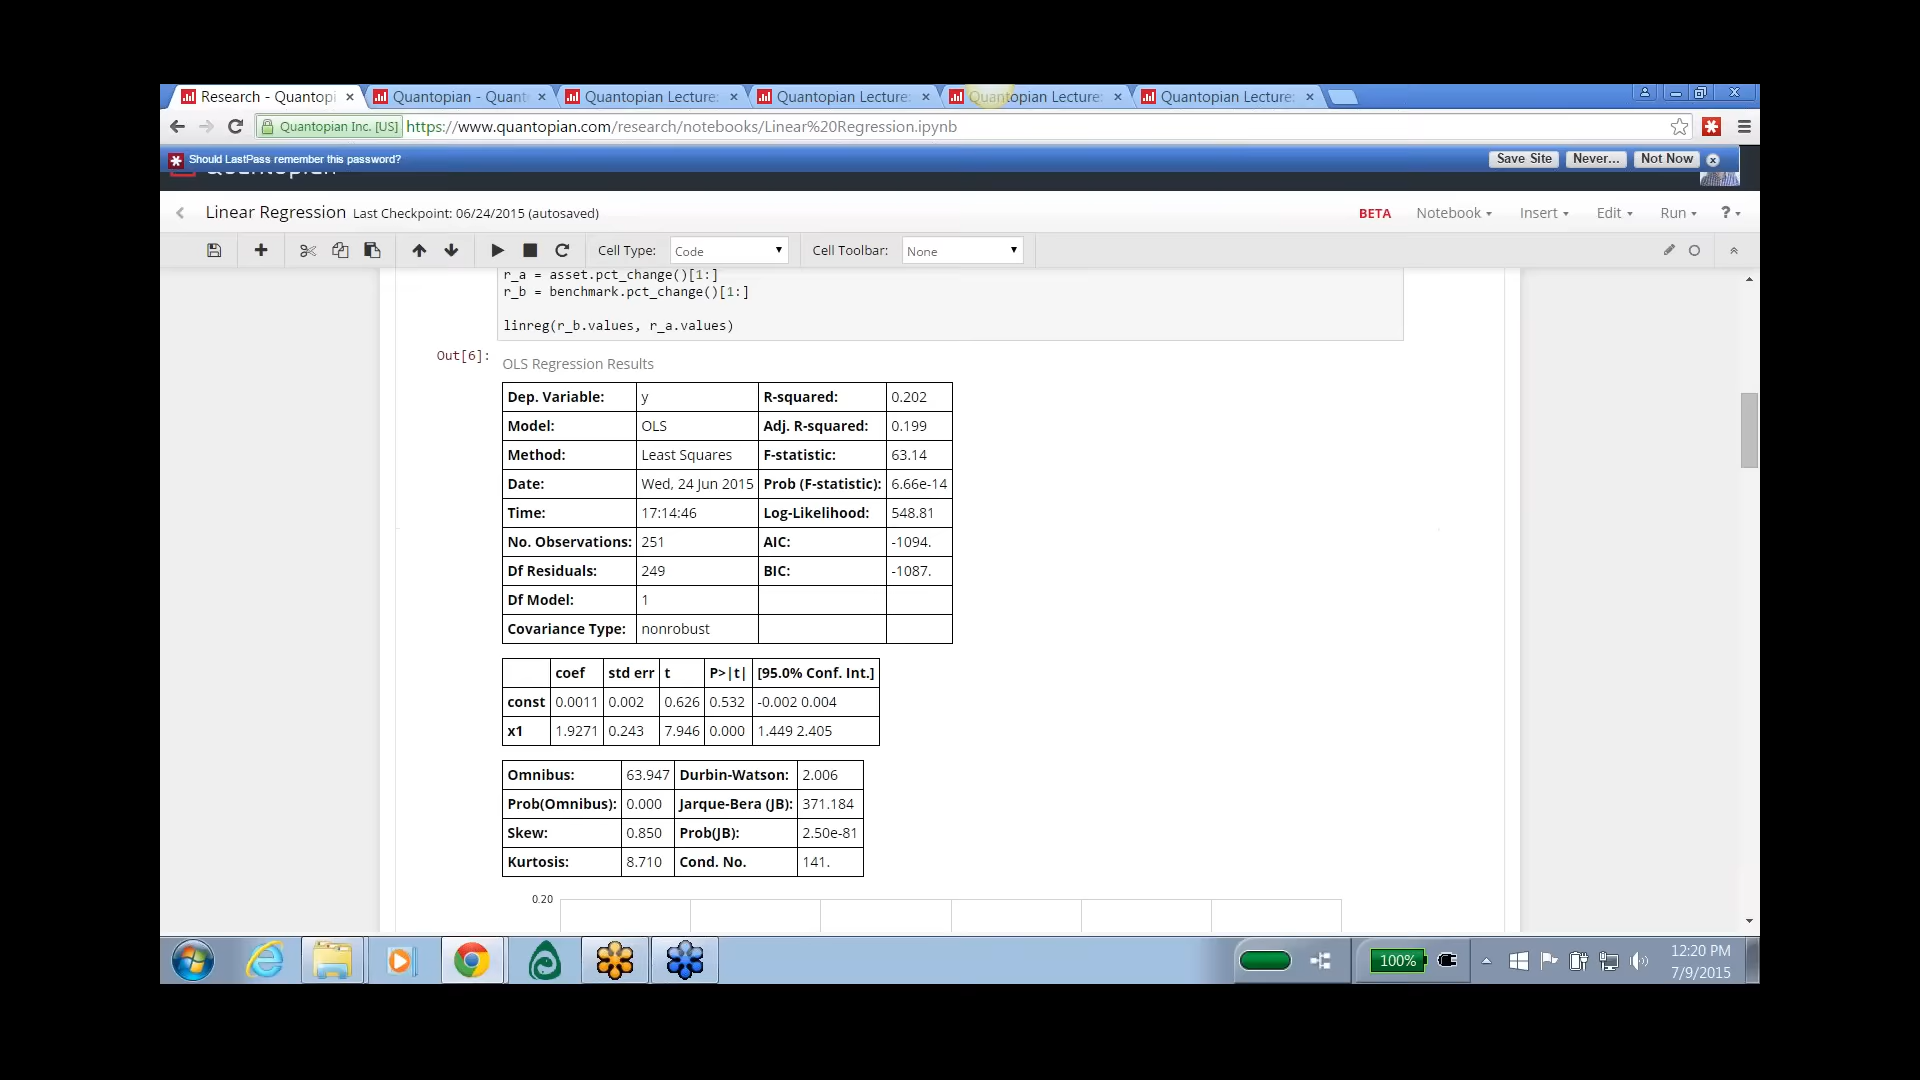 Research - Quantopi
Quantopian - Quant
Quantopian Lecture:
Quantopian Lecture:
Quantopian Lecture:
Quantopian Lecture:
Quantopian Inc. [US] https://www.quantopian.com/research/notebooks/Linear%20Regression.ipynb
Should LastPass remember this password? Save Site Never... Not Now
Linear Regression Last Checkpoint: 06/24/2015 (autosaved) BETA Notebook Insert Edit Run ?
Cell Type: Code Cell Toolbar: None
r_a = asset.pct_change()[1:]
r_b = benchmark.pct_change()[1:]
linreg(r_b.values, r_a.values)
Out[6]:
OLS Regression Results
Dep. Variable: y R-squared: 0.202
Model: OLS Adj. R-squared: 0.199
Method: Least Squares F-statistic: 63.14
Date: Wed, 24 Jun 2015 Prob (F-statistic): 6.66e-14
Time: 17:14:46 Log-Likelihood: 548.81
No. Observations: 251 AIC: -1094.
Df Residuals: 249 BIC: -1087.
Df Model: 1
Covariance Type: nonrobust
coef std err t P>|t| [95.0% Conf. Int.]
const 0.0011 0.002 0.626 0.532 -0.002 0.004
x1 1.9271 0.243 7.946 0.000 1.449 2.405
Omnibus: 63.947 Durbin-Watson: 2.006
Prob(Omnibus): 0.000 Jarque-Bera (JB): 371.184
Skew: 0.850 Prob(JB): 2.50e-81
Kurtosis: 8.710 Cond. No. 141.
0.20
100%
12:20 PM
7/9/2015